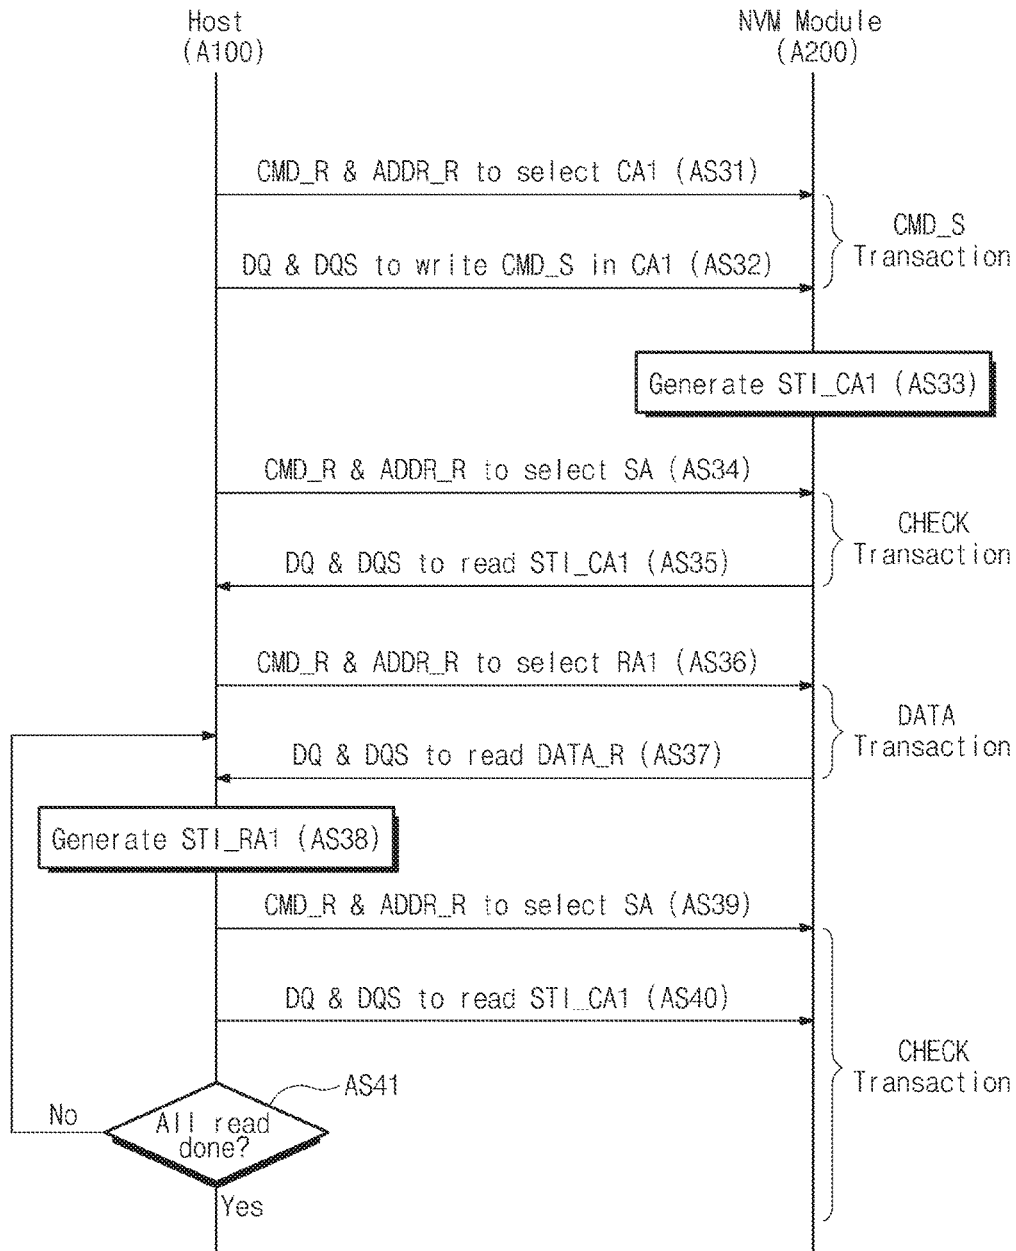 Host
(A100)
NVM Module
(A200)
CMD_R & ADDR_R to select CA1 (AS31)
CMD_S
Transaction
DQ & DQS to write CMD_S in CA1 (AS32)
Generate STI_CA1 (AS33)
CMD_R & ADDR_R to select SA (AS34)
CHECK
Transaction
DQ & DQS to read STI_CA1 (AS35)
CMD_R & ADDR_R to select RA1 (AS36)
DATA
Transaction
DQ & DQS to read DATA_R (AS37)
Generate STI_RA1 (AS38)
CMD_R & ADDR_R to select SA (AS39)
DQ & DQS to read STI_CA1 (AS40)
CHECK
Transaction
AS41
No
All read
done?
Yes